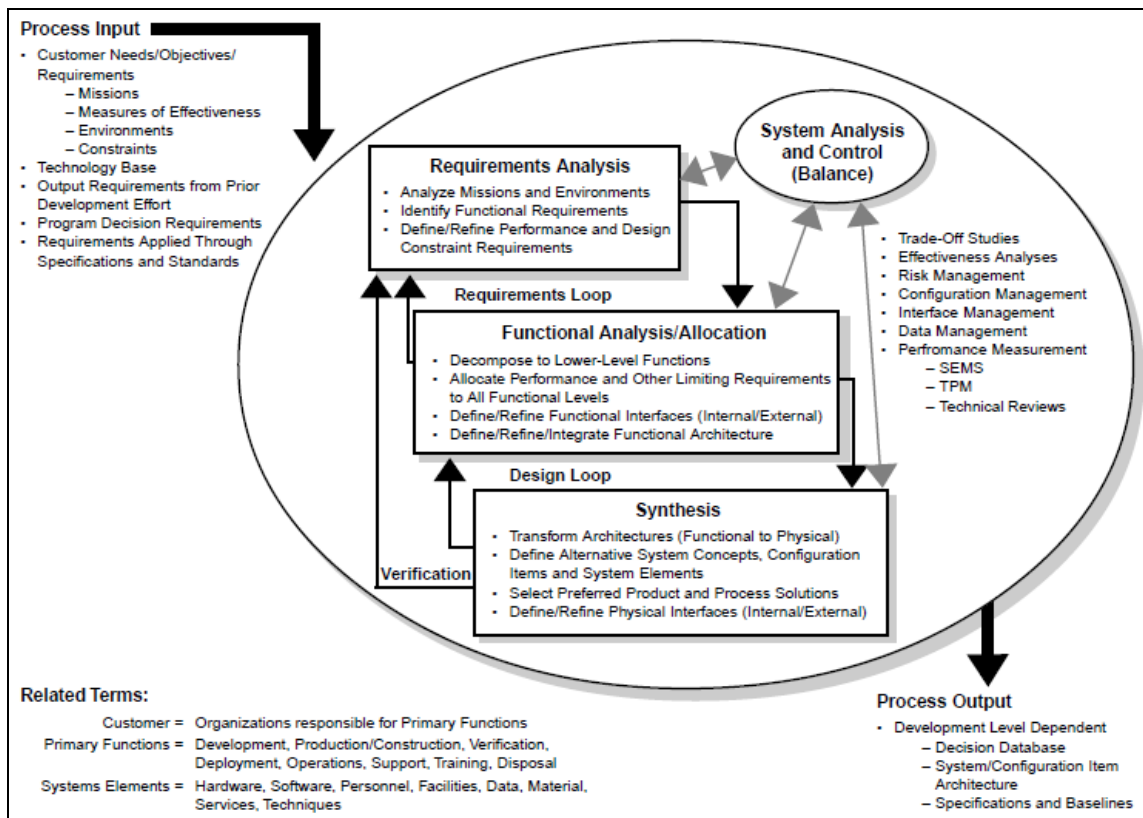 Process Input
• Customer Needs/Objectives/
Requirements
– Missions
– Measures of Effectiveness
– Environments
– Constraints
• Technology Base
• Output Requirements from Prior
Development Effort
• Program Decision Requirements
• Requirements Applied Through
Specifications and Standards
System Analysis
and Control
(Balance)
Requirements Analysis
• Analyze Missions and Environments
• Identify Functional Requirements
• Define/Refine Performance and Design
Constraint Requirements
• Trade-Off Studies
• Effectiveness Analyses
• Risk Management
• Configuration Management
• Interface Management
• Data Management
• Perfromance Measurement
– SEMS
– TPM
– Technical Reviews
Requirements Loop
Functional Analysis/Allocation
• Decompose to Lower-Level Functions
• Allocate Performance and Other Limiting Requirements
to All Functional Levels
• Define/Refine Functional Interfaces (Internal/External)
• Define/Refine/Integrate Functional Architecture
Design Loop
Synthesis
• Transform Architectures (Functional to Physical)
• Define Alternative System Concepts, Configuration
Items and System Elements
• Select Preferred Product and Process Solutions
• Define/Refine Physical Interfaces (Internal/External)
Verification
Related Terms:
Customer = Organizations responsible for Primary Functions
Primary Functions = Development, Production/Construction, Verification,
Deployment, Operations, Support, Training, Disposal
Systems Elements = Hardware, Software, Personnel, Facilities, Data, Material,
Services, Techniques
Process Output
• Development Level Dependent
– Decision Database
– System/Configuration Item
Architecture
– Specifications and Baselines